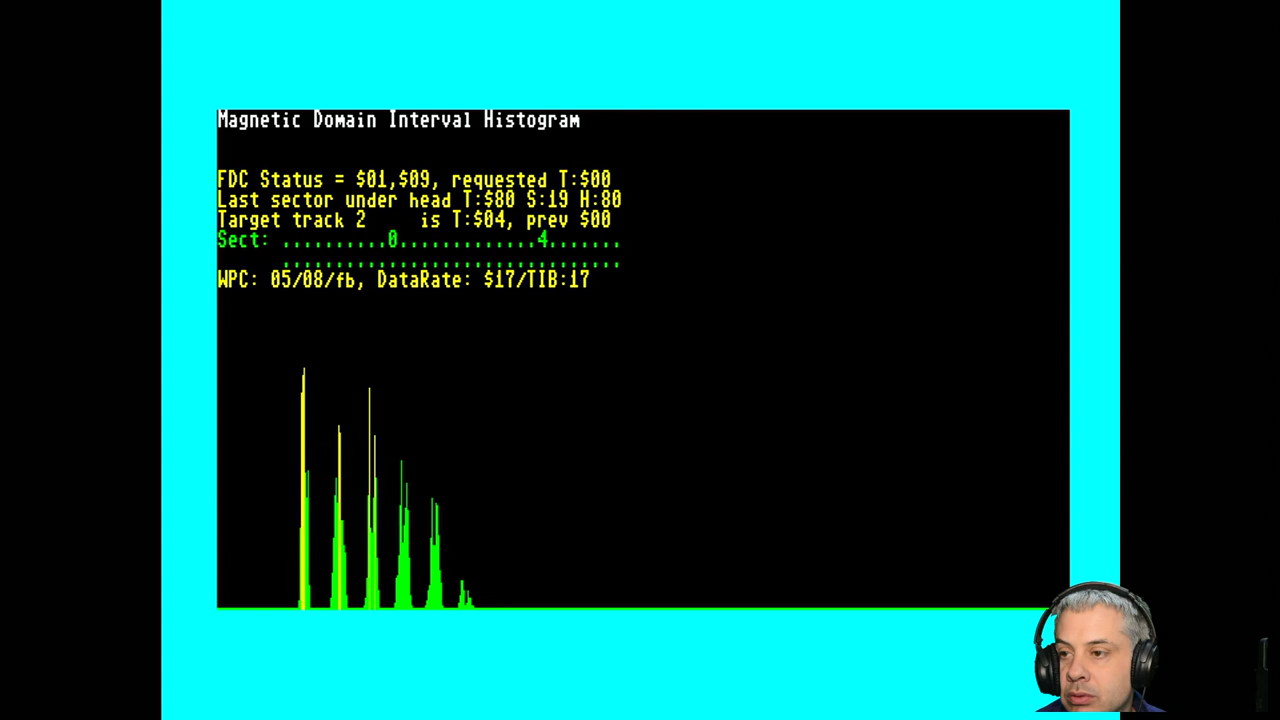 Magnetic Domain Interval Histogram
FDC Status = $01,$09, requested T:$00
Last sector under head T:$80 S:19 H:80
Target track 2     is T:$04, prev $00
Sect: ..........0.............4.......
................................
WPC: 05/08/fb, DataRate: $17/TIB:17